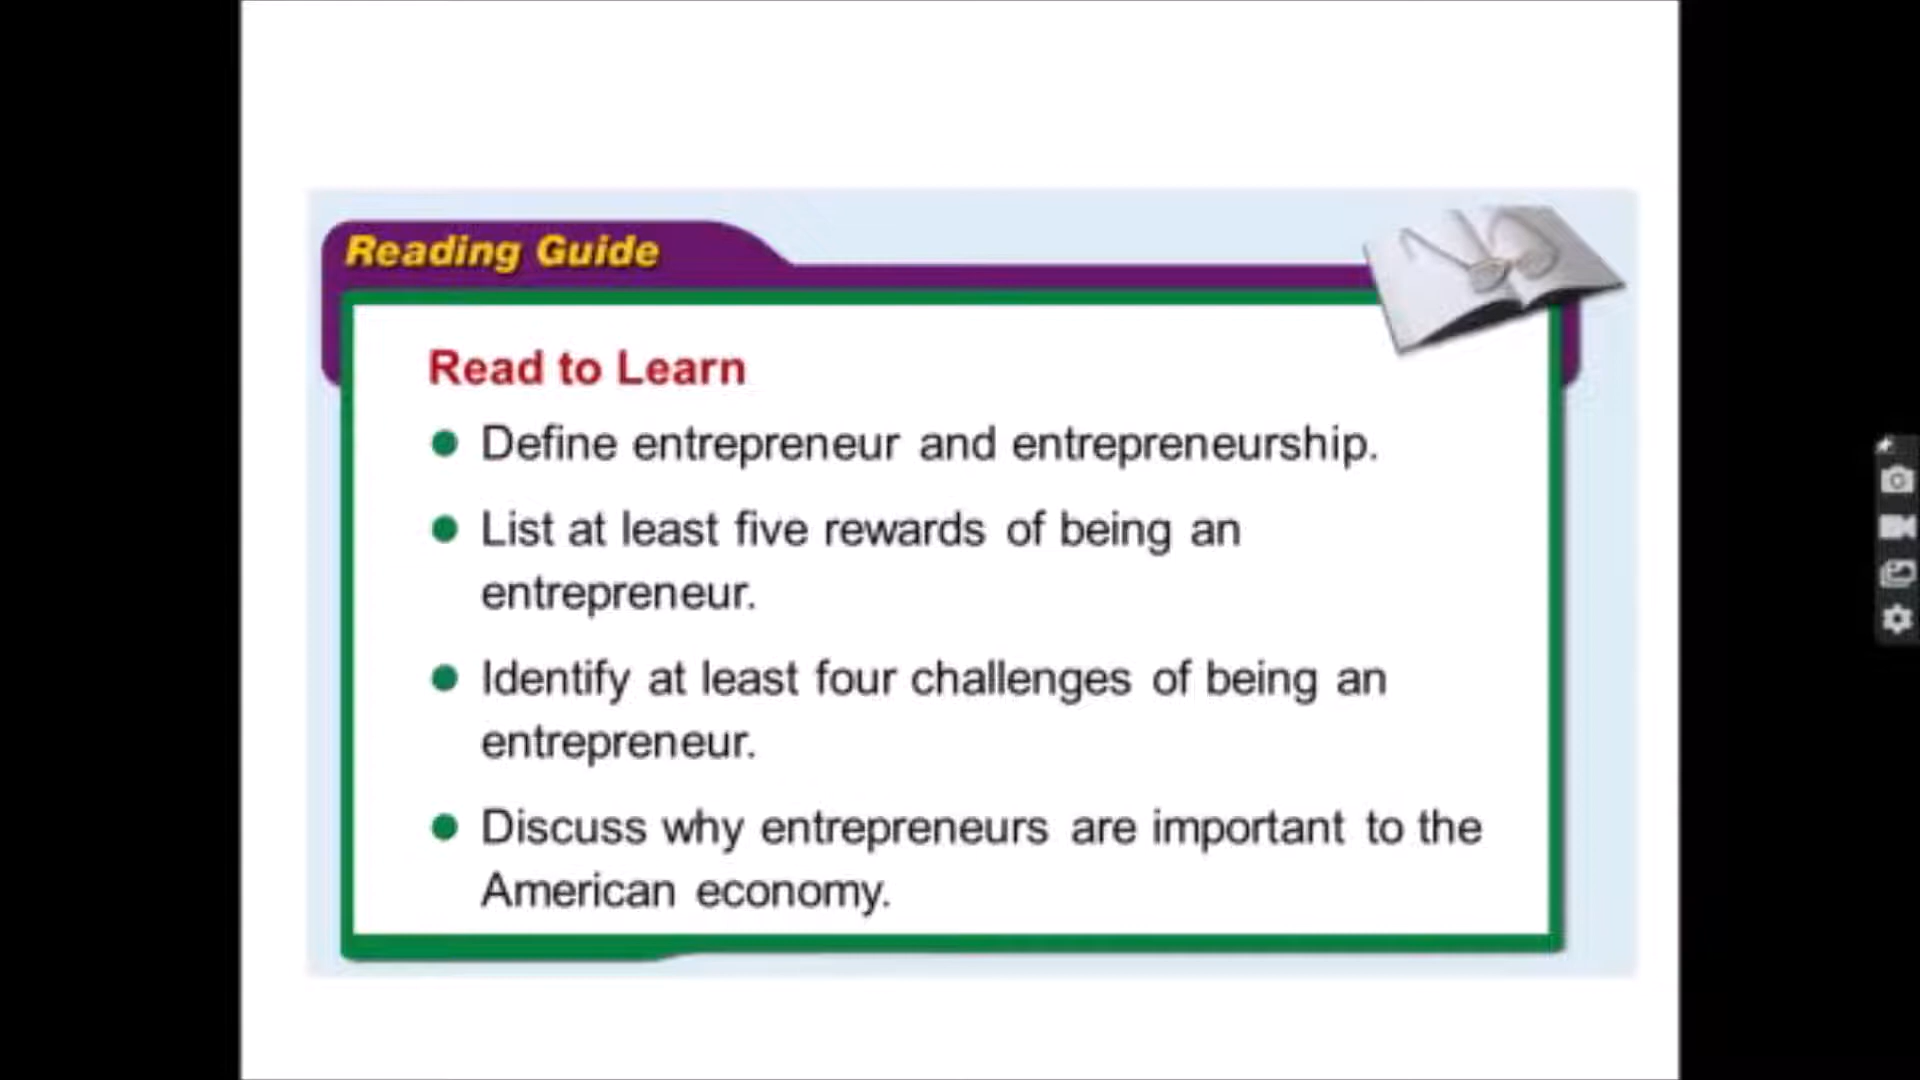 Reading Guide
Read to Learn
Define entrepreneur and entrepreneurship.
List at least five rewards of being an
entrepreneur.
Identify at least four challenges of being an
entrepreneur.
Discuss why entrepreneurs are important to the
American economy.